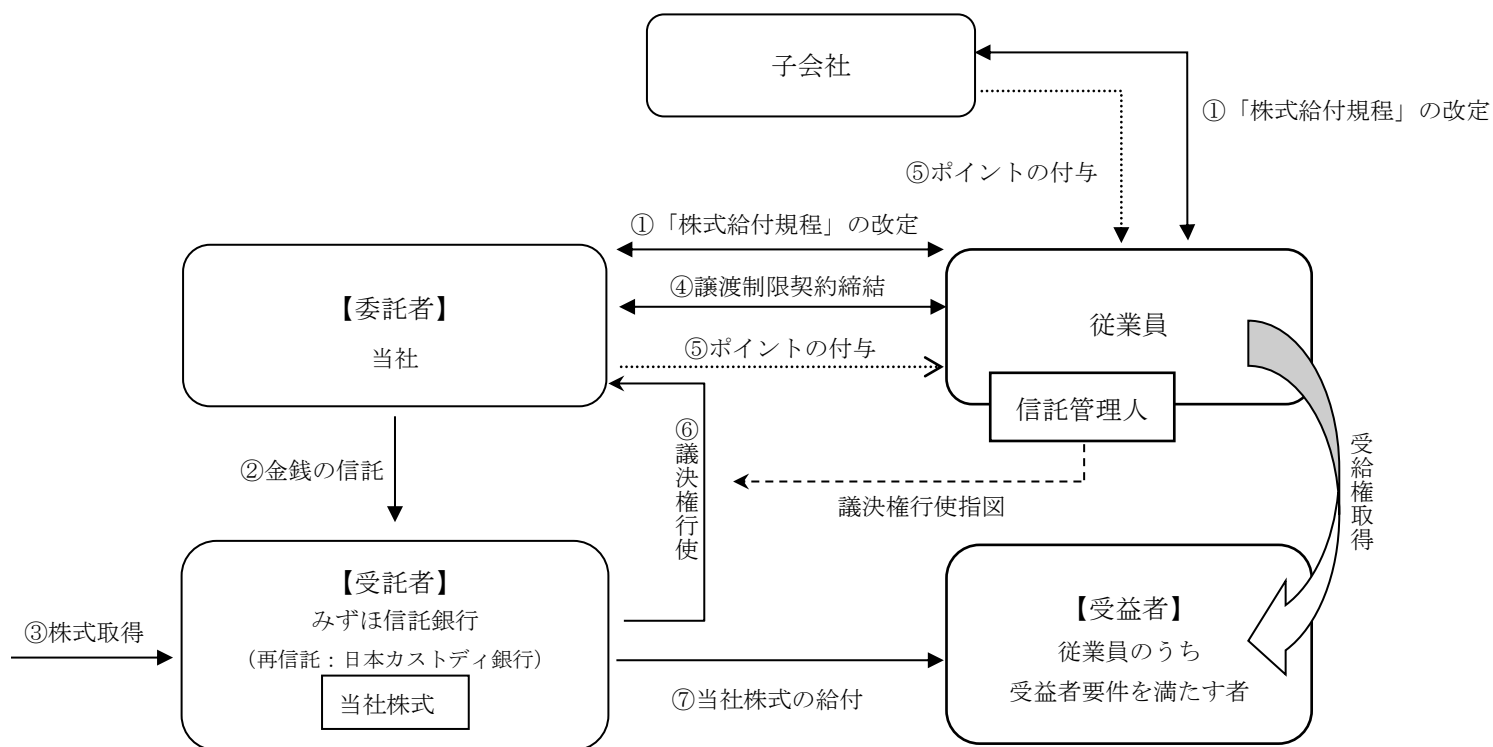 子会社
①「株式給付規程」の改定
⑤ポイントの付与
①「株式給付規程」の改定
④譲渡制限契約締結
⑤ポイントの付与
【委託者】
当社
従業員
信託管理人
②金銭の信託
⑥議決権行使
議決権行使指図
受給権取得
③株式取得
【受託者】
みずほ信託銀行
(再信託：日本カストディ銀行)
当社株式
⑦当社株式の給付
【受益者】
従業員のうち
受益者要件を満たす者